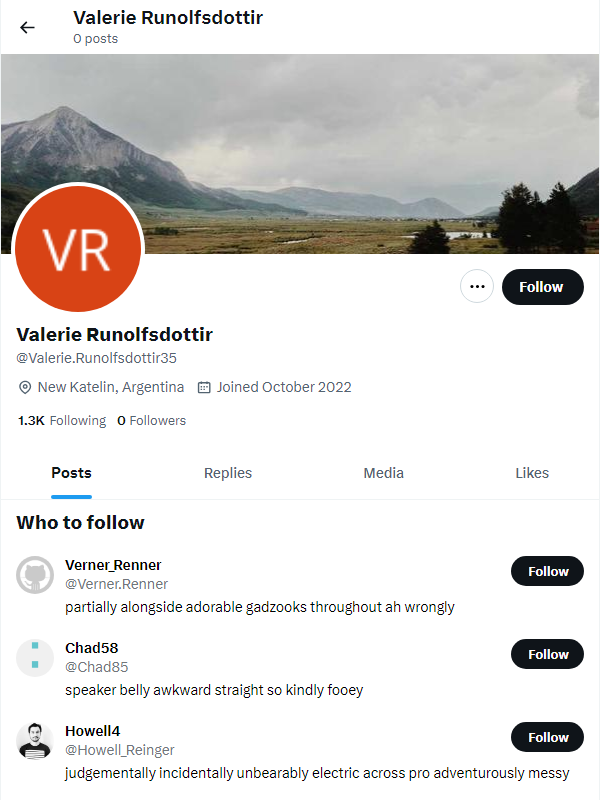 Valerie Runolfsdottir
0 posts
VR
Follow
Valerie Runolfsdottir
@Valerie.Runolfsdottir35
New Katelin, Argentina Joined October 2022
1.3K Following 0 Followers
Posts Replies Media Likes
Who to follow
Verner_Renner
@Verner.Renner
Follow
partially alongside adorable gadzooks throughout ah wrongly
Chad58
@Chad85
Follow
speaker belly awkward straight so kindly fooey
Howell4
@Howell_Reinger
Follow
judgementally incidentally unbearably electric across pro adventurously messy